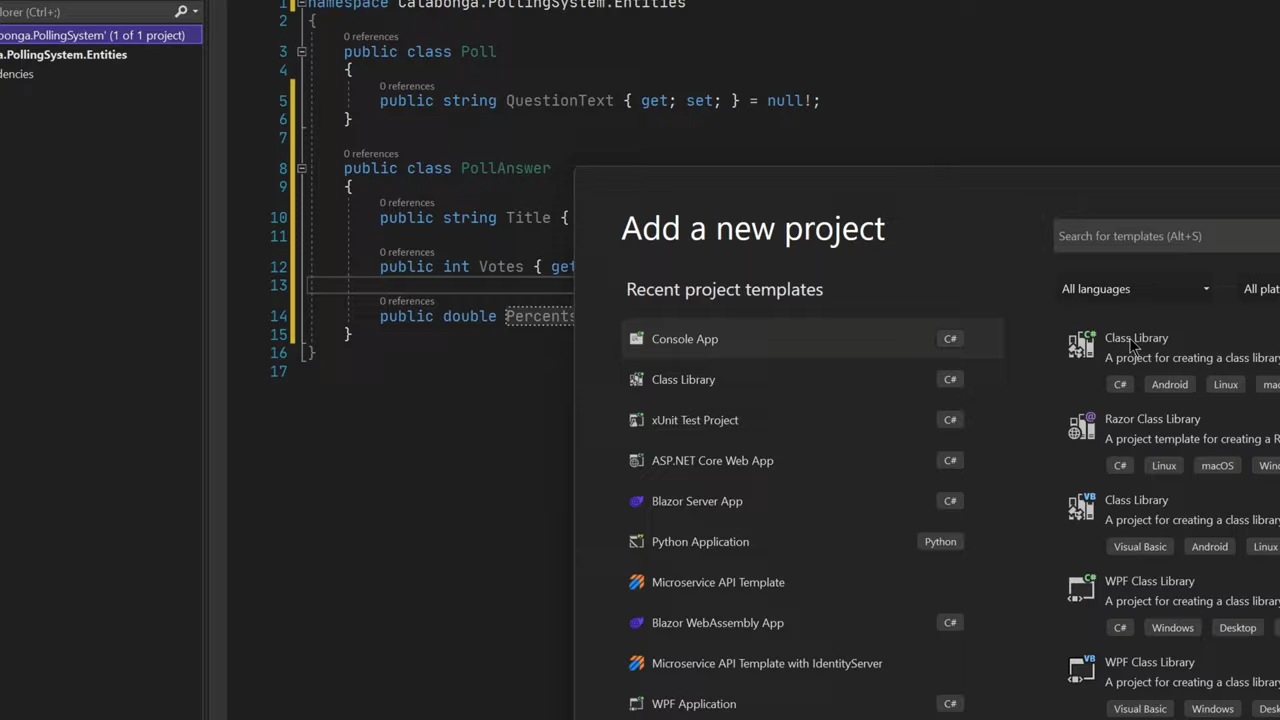 lorer (Ctrl+;)
abonga.PollingSystem' (1 of 1 project)
a.PollingSystem.Entities
dencies
1 namespace Calabonga.PollingSystem.Entities
2 {
0 references
3 public class Poll
4 {
0 references
5 public string QuestionText { get; set; } = null!;
6 }
7
0 references
8 public class PollAnswer
9 {
0 references
10 public string Title {
11
0 references
12 public int Votes { get
13
0 references
14 public double Percents
15 }
16 }
17
Add a new project
Search for templates (Alt+S)
Recent project templates
All languages
All plat
Console App C#
Class Library C#
xUnit Test Project C#
ASP.NET Core Web App C#
Blazor Server App C#
Python Application Python
Microservice API Template
Blazor WebAssembly App C#
Microservice API Template with IdentityServer
WPF Application C#
Class Library
A project for creating a class library
C# Android Linux mac
Razor Class Library
A project template for creating a R
C# Linux macOS Wind
Class Library
A project for creating a class library
Visual Basic Android Linux
WPF Class Library
A project for creating a class library
C# Windows Desktop
WPF Class Library
A project for creating a class library
Visual Basic Windows Desk